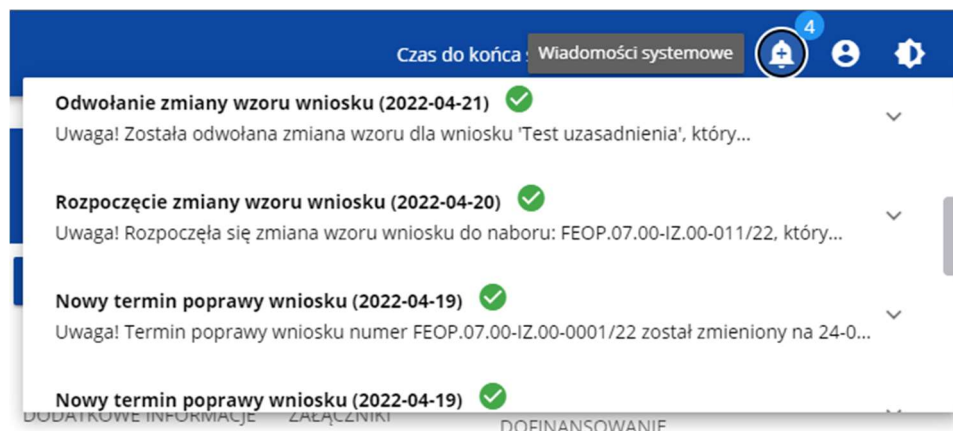 4
Czas do końca Wiadomości systemowe
Odwołanie zmiany wzoru wniosku (2022-04-21)
Uwaga! Została odwołana zmiana wzoru dla wniosku 'Test uzasadnienia', który...
Rozpoczęcie zmiany wzoru wniosku (2022-04-20)
Uwaga! Rozpoczęła się zmiana wzoru wniosku do naboru: FEOP.07.00-IZ.00-011/22, który...
Nowy termin poprawy wniosku (2022-04-19)
Uwaga! Termin poprawy wniosku numer FEOP.07.00-IZ.00-0001/22 został zmieniony na 24-0...
Nowy termin poprawy wniosku (2022-04-19)
DODATKOWE INFORMACJE ZAŁĄCZNIKI
DOFINANSOWANIE